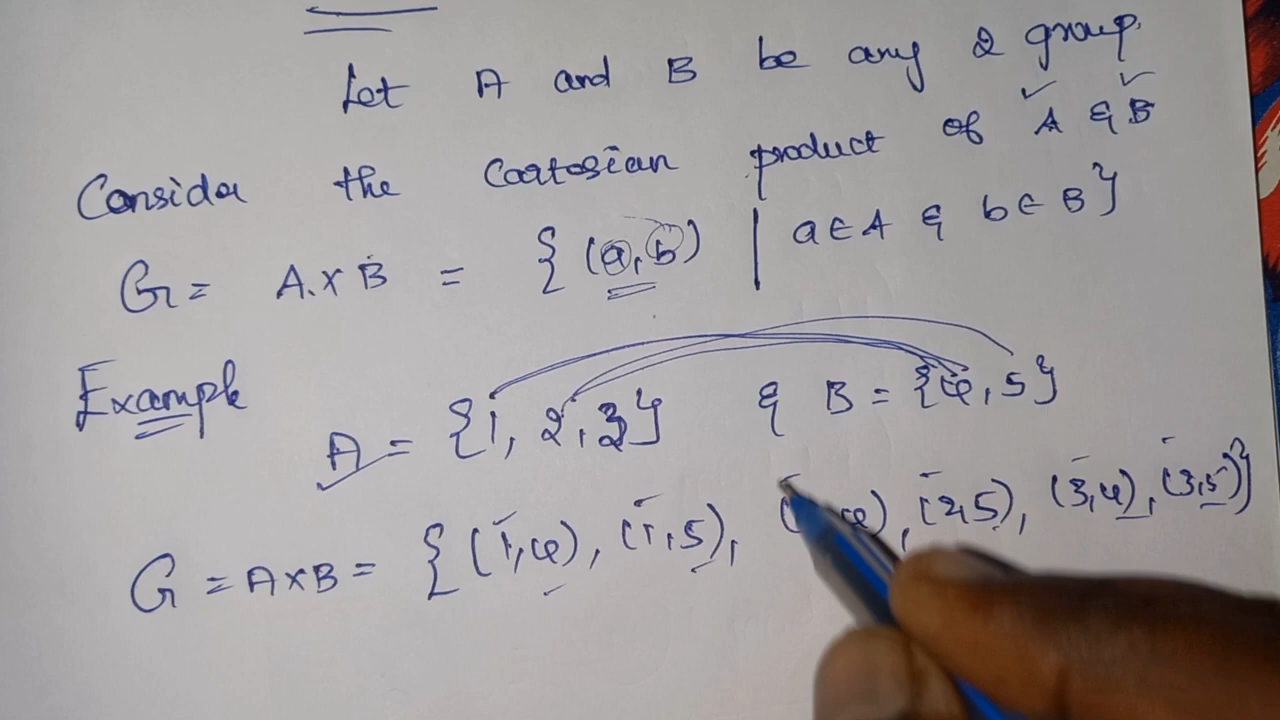 Let A and B be any 2 group.
Consider the Cartesian product of A & B
G = A × B = { (a, b) | a ∈ A & b ∈ B }
Example
A = {1, 2, 3} & B = {4, 5}
G = A × B = { (1, 4), (1, 5), 4), (2, 5), (3, 4), (3, 5) }